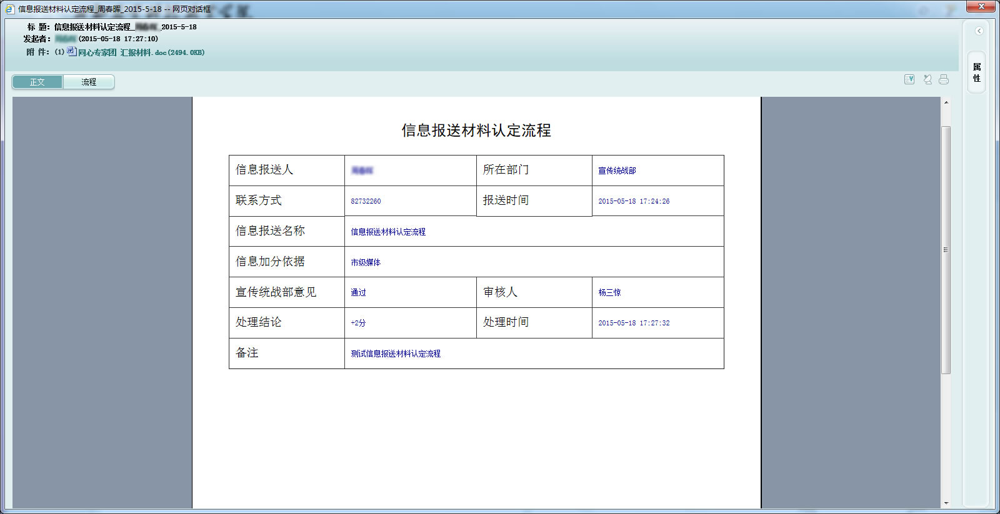 信息报送材料认定流程_周春晖_2015-5-18 -- 网页对话框
标 题：信息报送材料认定流程_ _2015-5-18
发起者： (2015-05-18 17:27:10)
附 件：(1) 同心专家团 汇报材料.doc(2494.0KB)
正文 流程
属性
信息报送材料认定流程
信息报送人 所在部门 宣传统战部
联系方式 82732260 报送时间 2015-05-18 17:24:26
信息报送名称 信息报送材料认定流程
信息加分依据 市级媒体
宣传统战部意见 通过 审核人 杨三惊
处理结论 +2分 处理时间 2015-05-18 17:27:32
备注 测试信息报送材料认定流程